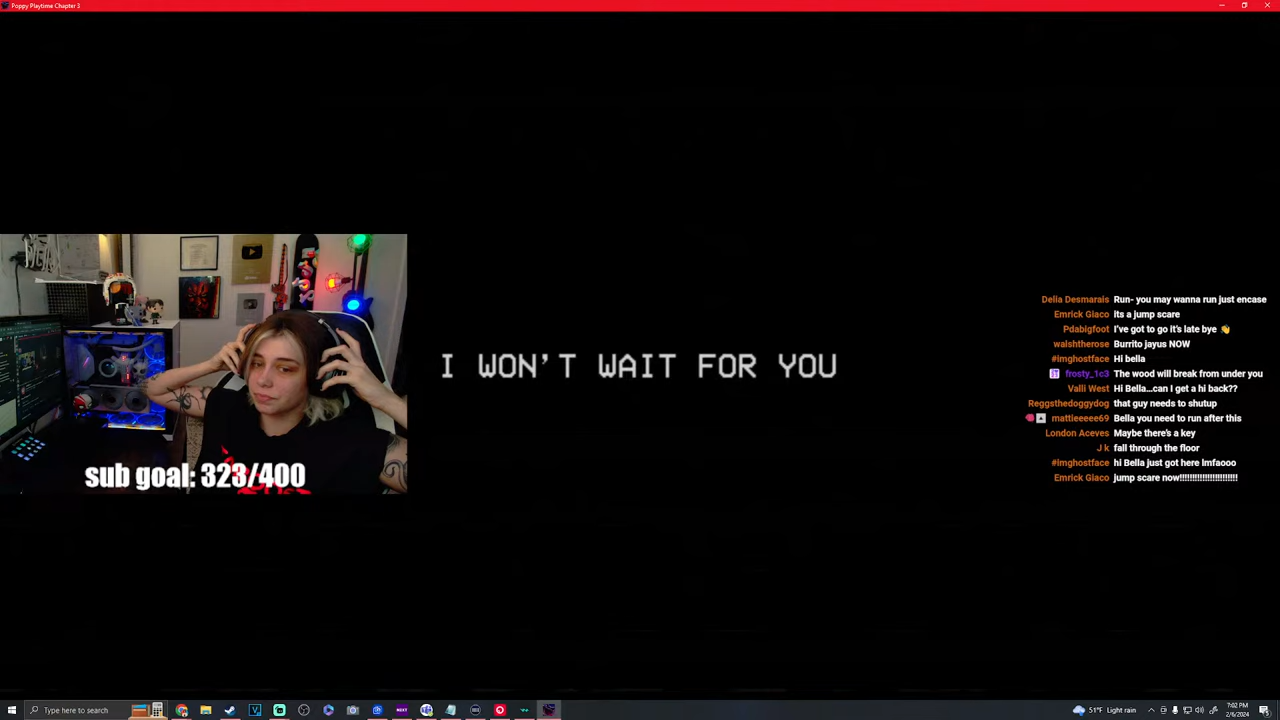 Poppy Playtime Chapter 3
I WON'T WAIT FOR YOU
sub goal: 323/400
Delia Desmarais Run- you may wanna run just encase
Emrick Giaco its a jump scare
Pdabigfoot I've got to go it's late bye 👋
walshtherose Burrito jayus NOW
#imghostface Hi bella
frosty_1c3 The wood will break from under you
Valli West Hi Bella...can I get a hi back??
Reggsthedoggydog that guy needs to shutup
mattieeeee69 Bella you need to run after this
London Aceves Maybe there's a key
J k fall through the floor
#imghostface hi Bella just got here lmfaooo
Emrick Giaco jump scare now!!!!!!!!!!!!!!!!!!!!!!!
Type here to search
NEXT
51°F Light rain
7:02 PM
2/6/2024